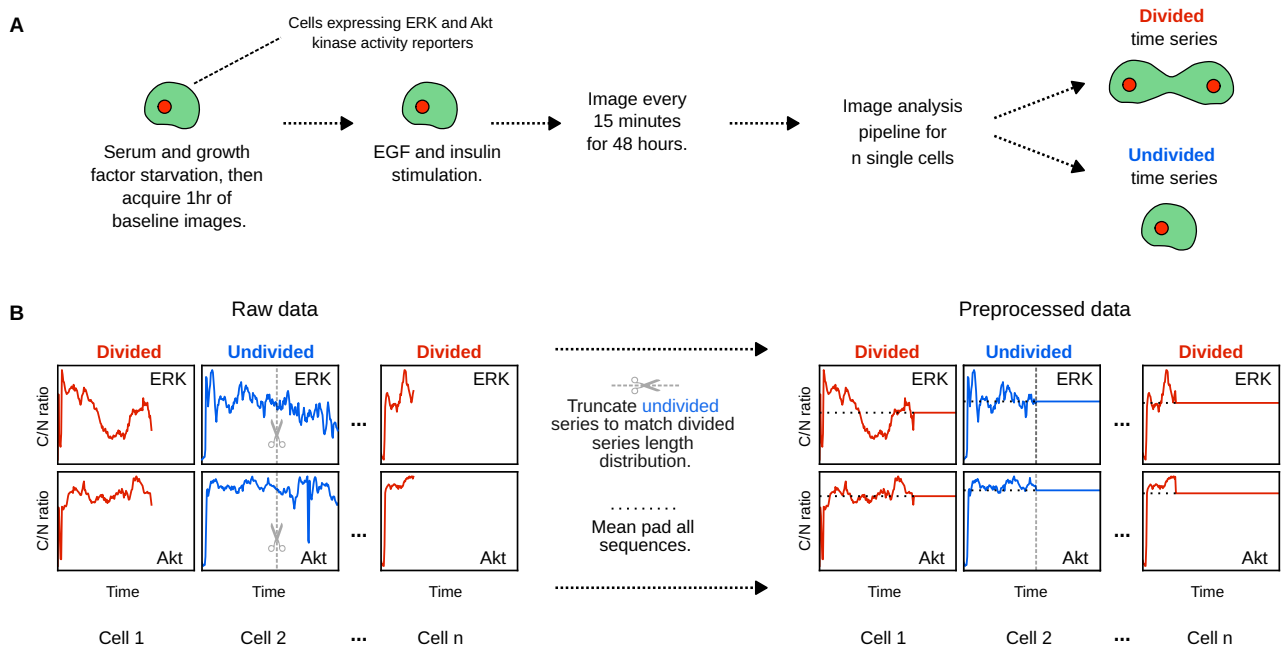 A
Cells expressing ERK and Akt
kinase activity reporters
Serum and growth
factor starvation, then
acquire 1hr of
baseline images.
EGF and insulin
stimulation.
Image every
15 minutes
for 48 hours.
Image analysis
pipeline for
n single cells
Divided
time series
Undivided
time series
B
Raw data
Divided
Undivided
Divided
C/N ratio
ERK
ERK
...
ERK
C/N ratio
Akt
Akt
...
Akt
Time
Time
Time
Cell 1
Cell 2
...
Cell n
Truncate undivided
series to match divided
series length
distribution.
Mean pad all
sequences.
Preprocessed data
Divided
Undivided
Divided
C/N ratio
ERK
ERK
...
ERK
C/N ratio
Akt
Akt
...
Akt
Time
Time
Time
Cell 1
Cell 2
...
Cell n